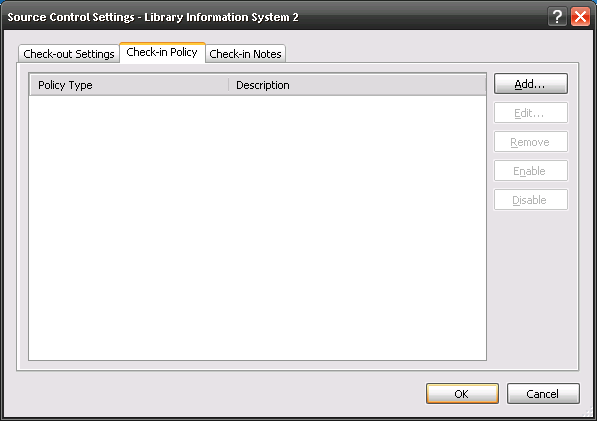 Source Control Settings - Library Information System 2
?
Check-out Settings Check-in Policy Check-in Notes
Policy Type Description
Add...
Edit...
Remove
Enable
Disable
OK Cancel